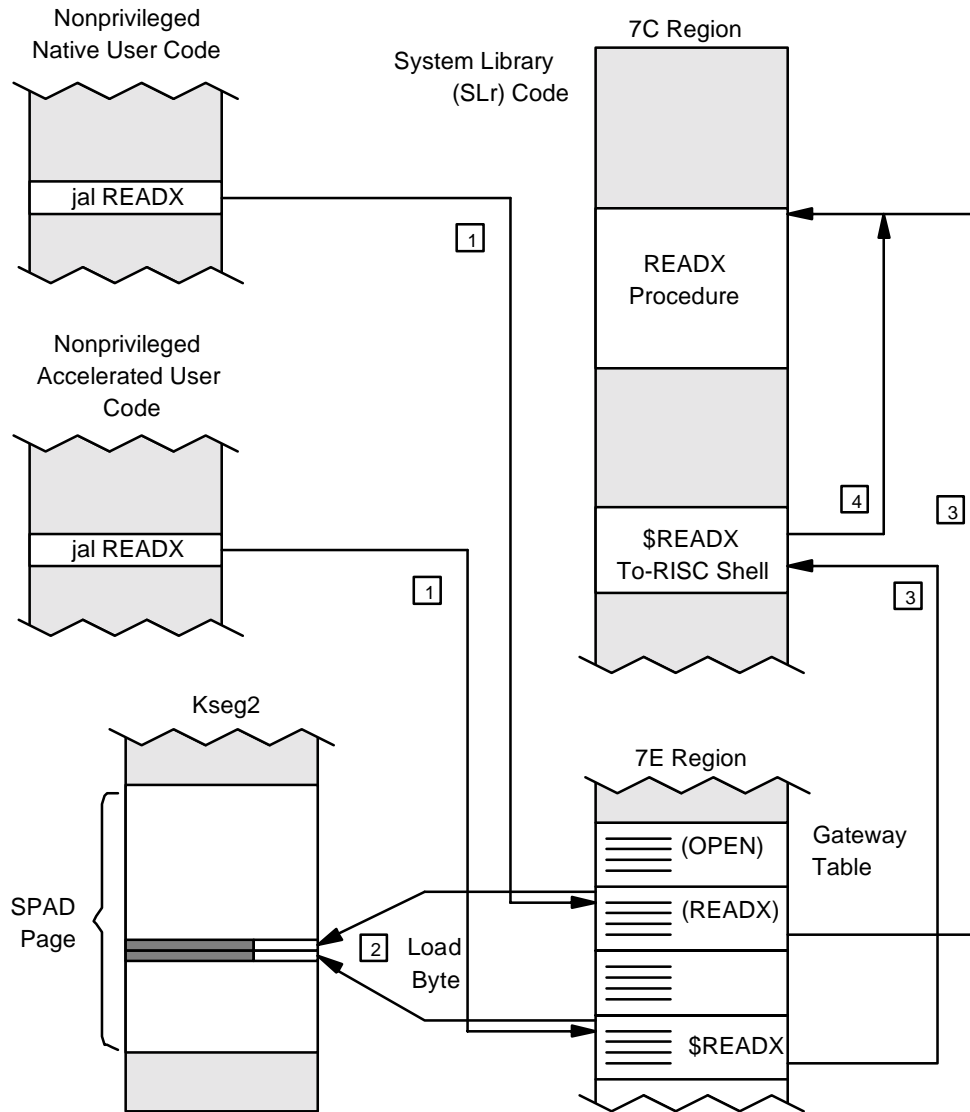 Nonprivileged
Native User Code
jal READX
1
System Library
(SLr) Code
7C Region
READX
Procedure
Nonprivileged
Accelerated User
Code
jal READX
1
4
3
$READX
To-RISC Shell
3
Kseg2
SPAD
Page
2
Load
Byte
7E Region
(OPEN)
(READX)
$READX
Gateway
Table